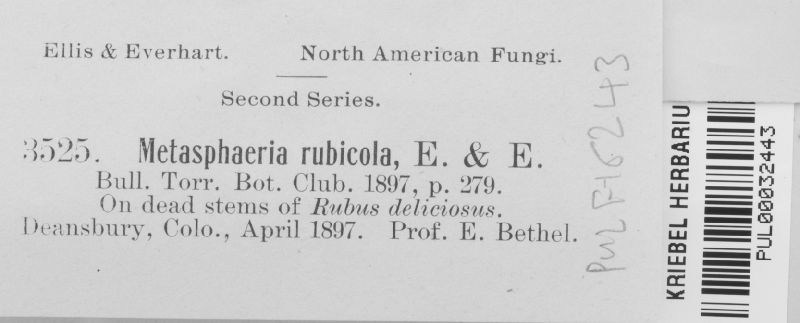 Ellis & Everhart. North American Fungi.
Second Series.
3525. Metasphaeria rubicola, E. & E.
Bull. Torr. Bot. Club. 1897, p. 279.
On dead stems of Rubus deliciosus.
Deansbury, Colo., April 1897. Prof. E. Bethel.
PUL F16243
KRIEBEL HERBARIU
PUL00032443